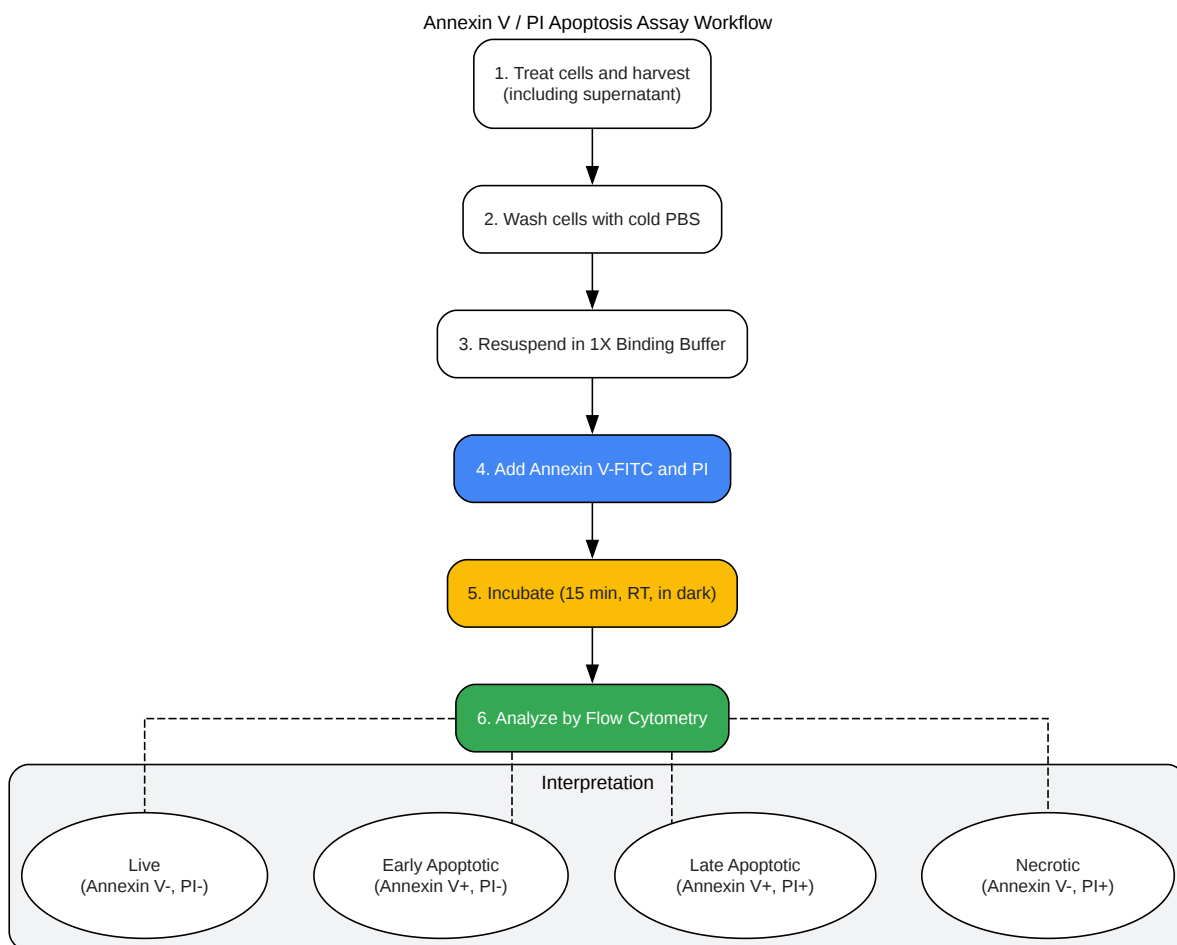 Annexin V / PI Apoptosis Assay Workflow
1. Treat cells and harvest
(including supernatant)
2. Wash cells with cold PBS
3. Resuspend in 1X Binding Buffer
4. Add Annexin V-FITC and PI
5. Incubate (15 min, RT, in dark)
6. Analyze by Flow Cytometry
Interpretation
Live
(Annexin V-, PI-)
Early Apoptotic
(Annexin V+, PI-)
Late Apoptotic
(Annexin V+, PI+)
Necrotic
(Annexin V-, PI+)